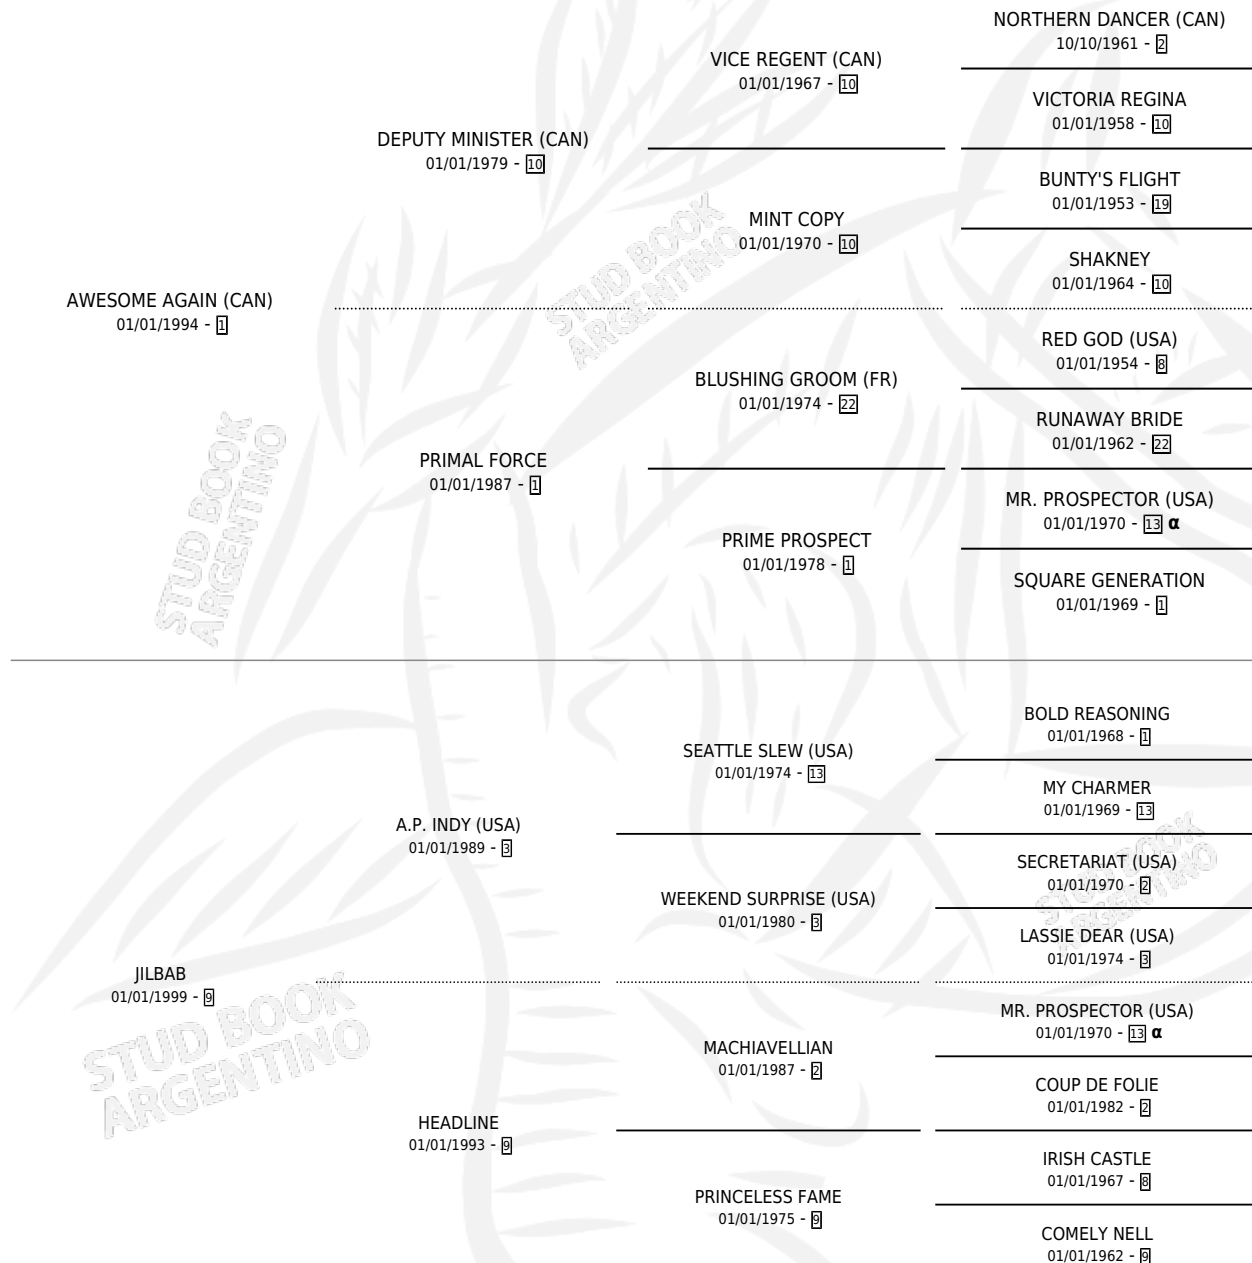 NORTHERN DANCER (CAN)
10/10/1961 - 2
VICE REGENT (CAN)
01/01/1967 - 10
VICTORIA REGINA
01/01/1958 - 10
DEPUTY MINISTER (CAN)
01/01/1979 - 10
BUNTY'S FLIGHT
01/01/1953 - 19
MINT COPY
01/01/1970 - 10
SHAKNEY
01/01/1964 - 10
STUD BOOK
ARGENTINO
AWESOME AGAIN (CAN)
01/01/1994 - 1
RED GOD (USA)
01/01/1954 - 8
BLUSHING GROOM (FR)
01/01/1974 - 22
RUNAWAY BRIDE
01/01/1962 - 22
PRIMAL FORCE
01/01/1987 - 1
MR. PROSPECTOR (USA)
01/01/1970 - 13 α
PRIME PROSPECT
01/01/1978 - 1
SQUARE GENERATION
01/01/1969 - 1
STUD BOOK
ARGENTINO
BOLD REASONING
01/01/1968 - 1
SEATTLE SLEW (USA)
01/01/1974 - 13
MY CHARMER
01/01/1969 - 13
A.P. INDY (USA)
01/01/1989 - 3
SECRETARIAT (USA)
01/01/1970 - 2
WEEKEND SURPRISE (USA)
01/01/1980 - 3
LASSIE DEAR (USA)
01/01/1974 - 3
STUD BOOK
ARGENTINO
JILBAB
01/01/1999 - 9
MR. PROSPECTOR (USA)
01/01/1970 - 13 α
MACHIAVELLIAN
01/01/1987 - 2
COUP DE FOLIE
01/01/1982 - 2
HEADLINE
01/01/1993 - 9
IRISH CASTLE
01/01/1967 - 8
PRINCELESS FAME
01/01/1975 - 9
COMELY NELL
01/01/1962 - 9
STUD BOOK
ARGENTINO